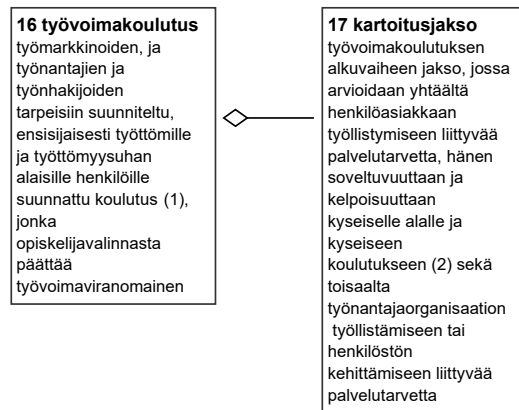 16 työvoimakoulutus
työmarkkinoiden, ja
työnantajien ja
työnhakijoiden
tarpeisiin suunniteltu,
ensisijaisesti työttömille
ja työttömyysuhan
alaisille henkilöille
suunnattu koulutus (1),
jonka
opiskelijavalinnasta
päättää
työvoimaviranomainen
17 kartoitusjakso
työvoimakoulutuksen
alkuvaiheen jakso, jossa
arvioidaan yhtäältä
henkilöasiakkaan
työllistymiseen liittyvää
palvelutarvetta, hänen
soveltuvuuttaan ja
kelpoisuuttaan
kyseiselle alalle ja
kyseiseen
koulutukseen (2) sekä
toisaalta
työnantajaorganisaation
työllistämiseen tai
henkilöstön
kehittämiseen liittyvää
palvelutarvetta